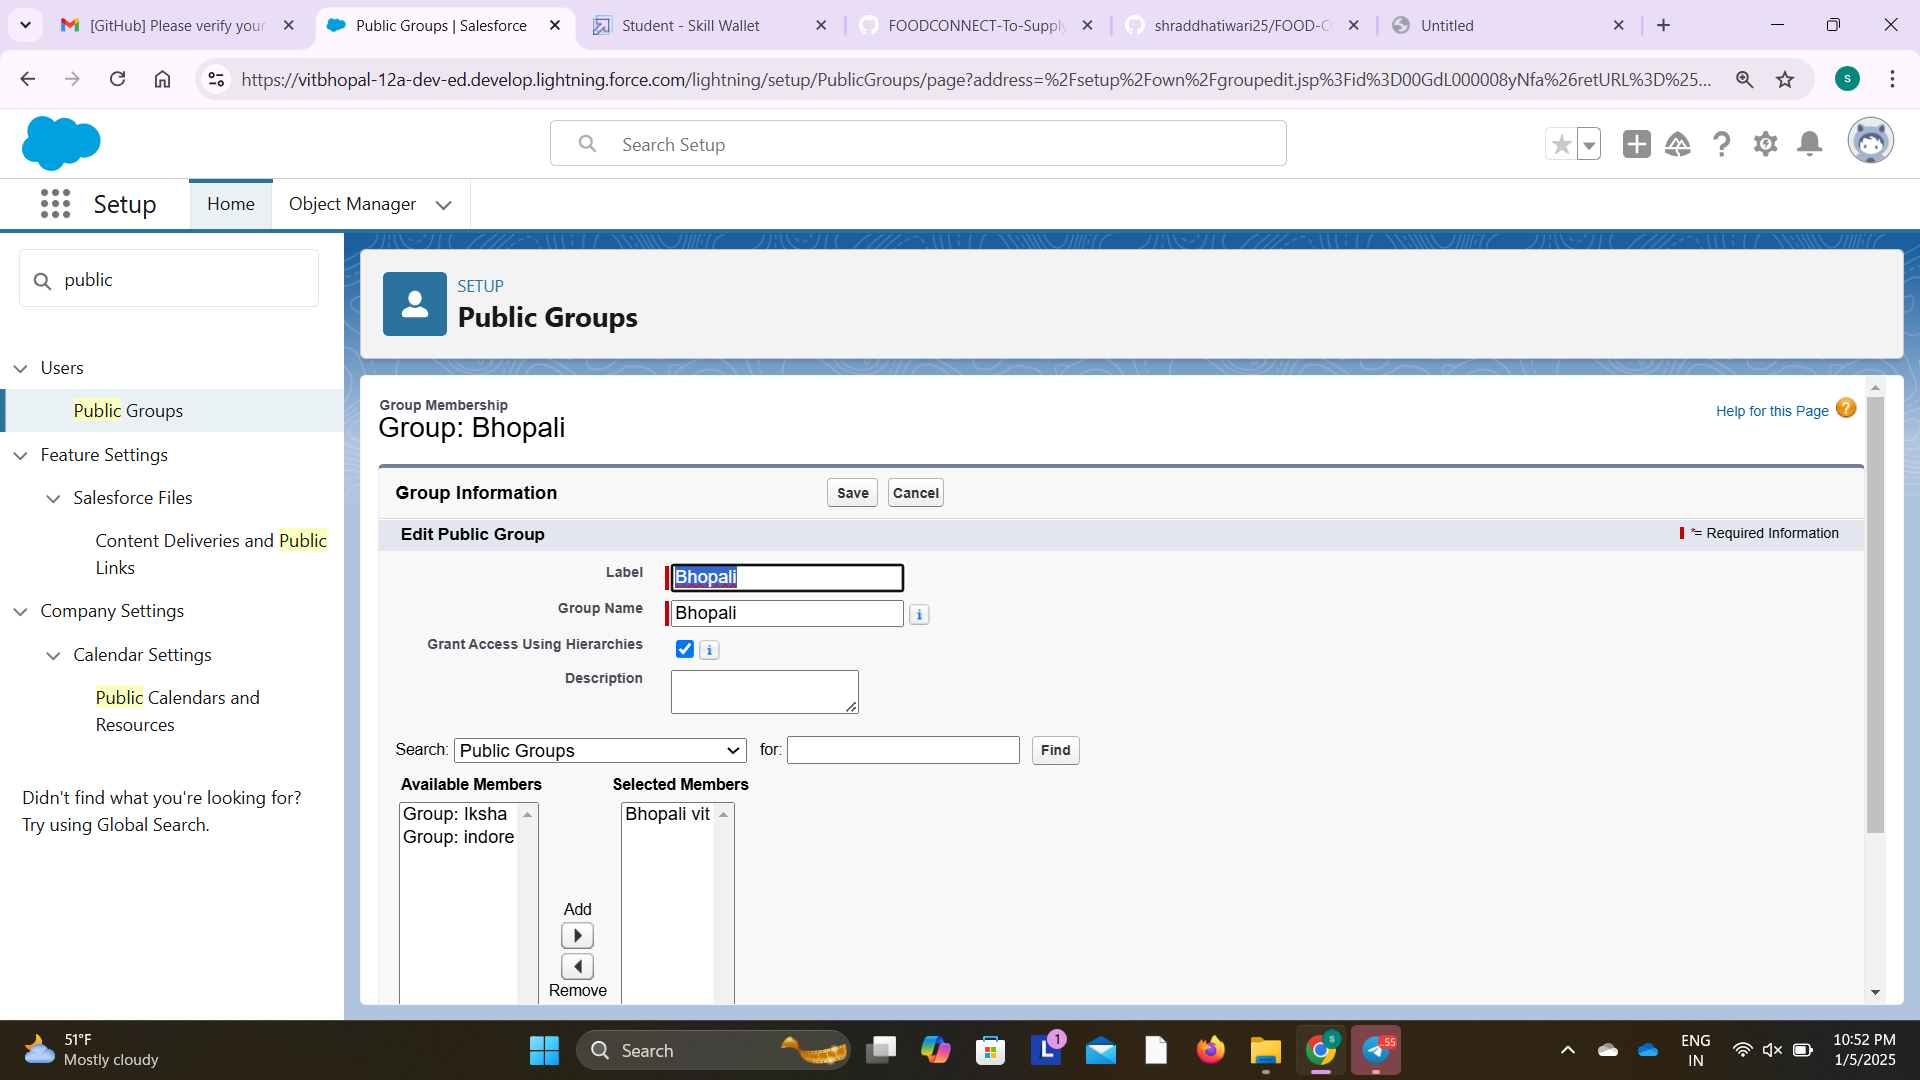 [GitHub] Please verify your
Public Groups | Salesforce
Student - Skill Wallet
FOODCONNECT-To-Supply
shraddhatiwari25/FOOD-C
Untitled
https://vitbhopal-12a-dev-ed.develop.lightning.force.com/lightning/setup/PublicGroups/page?address=%2Fsetup%2Fown%2Fgroupedit.jsp%3Fid%3D00GdL000008yNfa%26retURL%3D%25...
S
Search Setup
Setup
Home
Object Manager
public
Users
Public Groups
Feature Settings
Salesforce Files
Content Deliveries and Public
Links
Company Settings
Calendar Settings
Public Calendars and
Resources
Didn't find what you're looking for?
Try using Global Search.
SETUP
Public Groups
Group Membership
Group: Bhopali
Help for this Page
Group Information
Save
Cancel
Edit Public Group
*= Required Information
Label
Bhopali
Group Name
Bhopali
Grant Access Using Hierarchies
Description
Search:
Public Groups
for:
Find
Available Members
Selected Members
Group: Iksha
Group: indore
Bhopali vit
Add
Remove
51°F
Mostly cloudy
Search
1
S
..55
ENG
IN
10:52 PM
1/5/2025